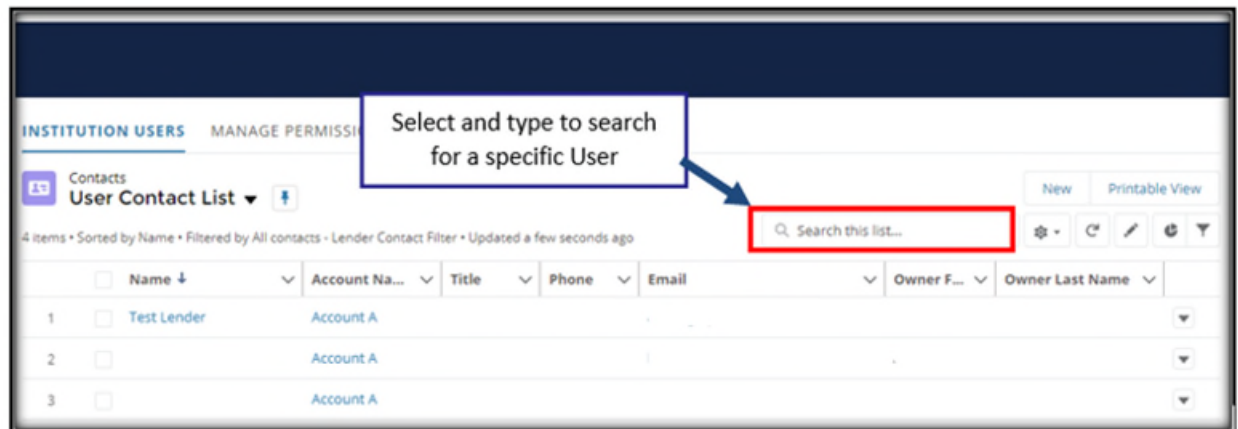 Select and type to search
for a specific User
INSTITUTION USERS MANAGE PERMISSI
Contacts
User Contact List
New Printable View
4 items • Sorted by Name • Filtered by All contacts - Lender Contact Filter • Updated a few seconds ago
Search this list...
Name Account Na... Title Phone Email Owner F... Owner Last Name
1 Test Lender Account A
2 Account A
3 Account A